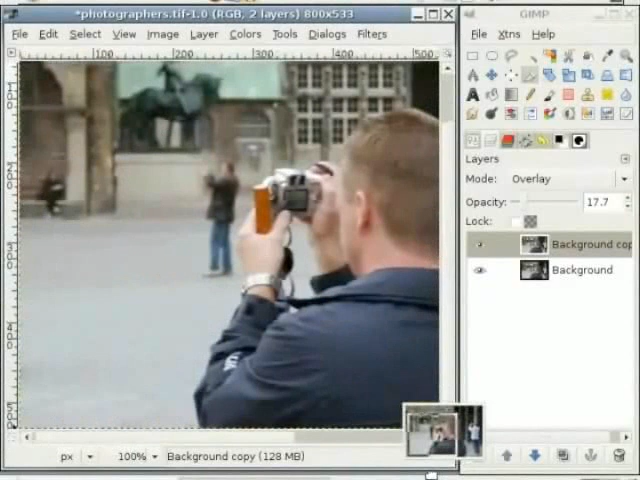 *photographers.tif-1.0 (RGB, 2 layers) 800x533
File Edit Select View Image Layer Colors Tools Dialogs Filters
100 200 300 400 500
px 100% Background copy (128 MB)
GIMP
File Xtns Help
Layers
Mode: Overlay
Opacity: 17.7
Lock:
Background cop
Background